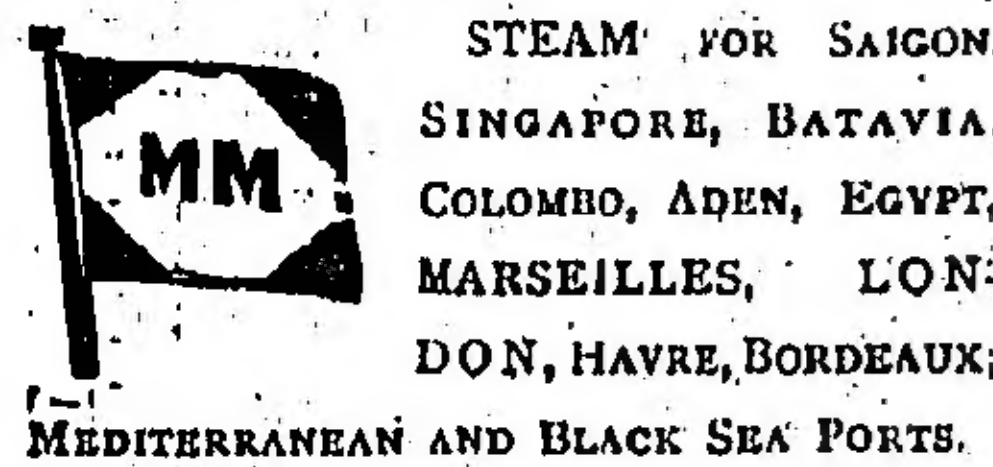 MM
STEAM FOR SAIGON,
SINGAPORE, BATAVIA,
COLOMBO, ADEN, EGYPT,
MARSEILLES, LON-
DON, HAVRE, BORDEAUX;
MEDITERRANEAN AND BLACK SEA PORTS.